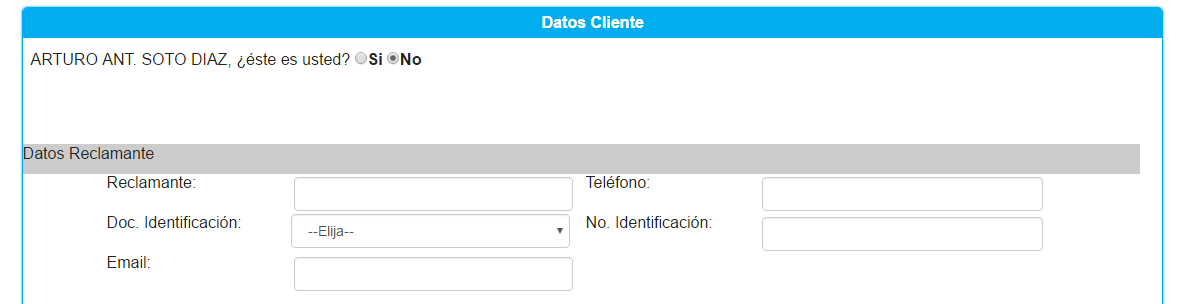 Datos Cliente
ARTURO ANT. SOTO DIAZ, ¿éste es usted? Si No
Datos Reclamante
Reclamante: Teléfono:
Doc. Identificación: --Elija-- No. Identificación:
Email: